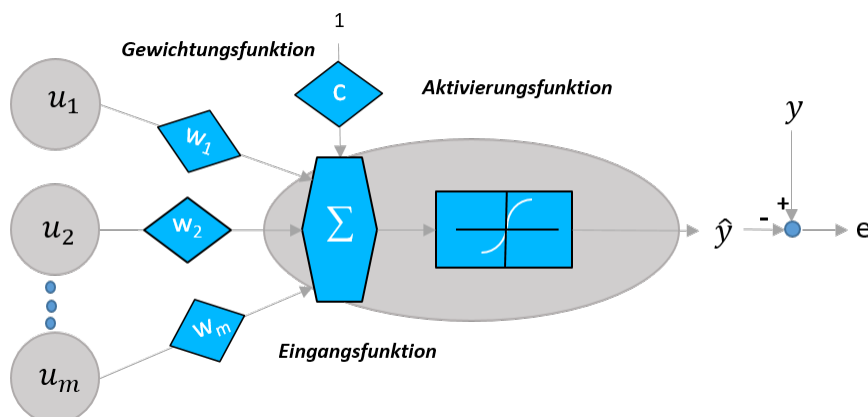 1
Gewichtungsfunktion
C
Aktivierungsfunktion
u₁
w₁
y
u₂
w₂
Σ
ŷ
-
+
e
wₘ
Eingangsfunktion
uₘ